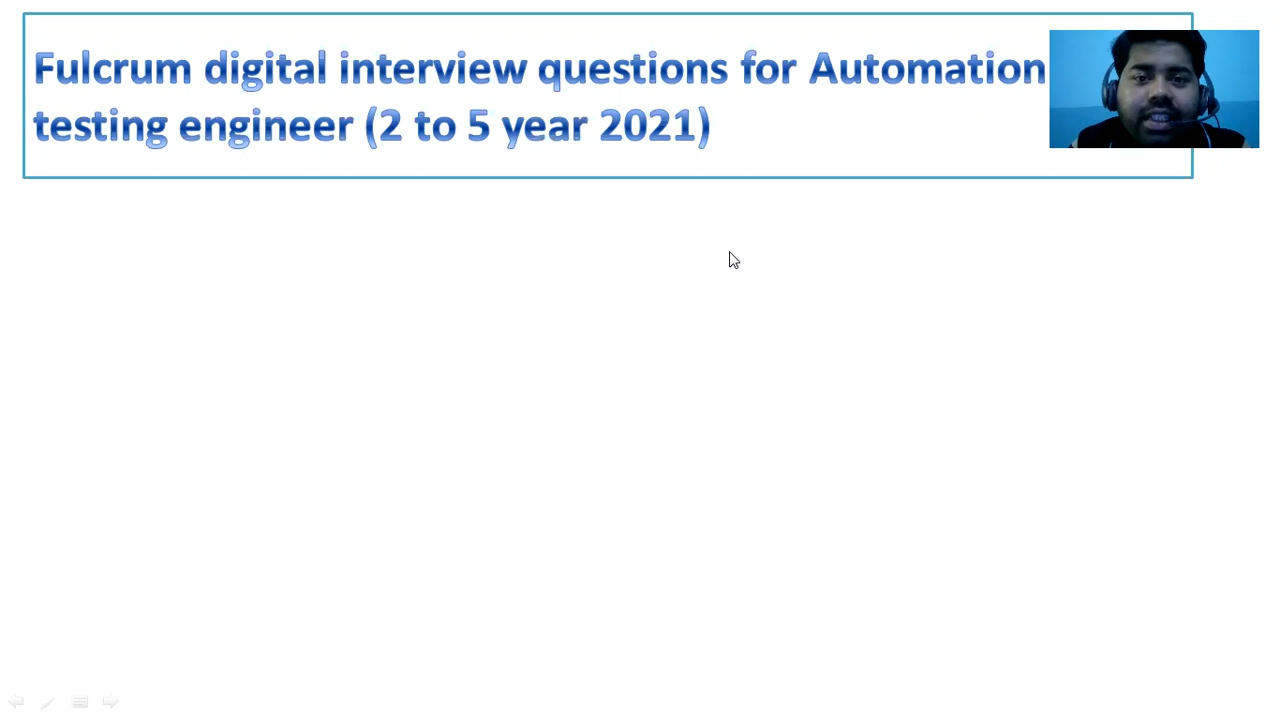 Fulcrum digital interview questions for Automation
testing engineer (2 to 5 year 2021)